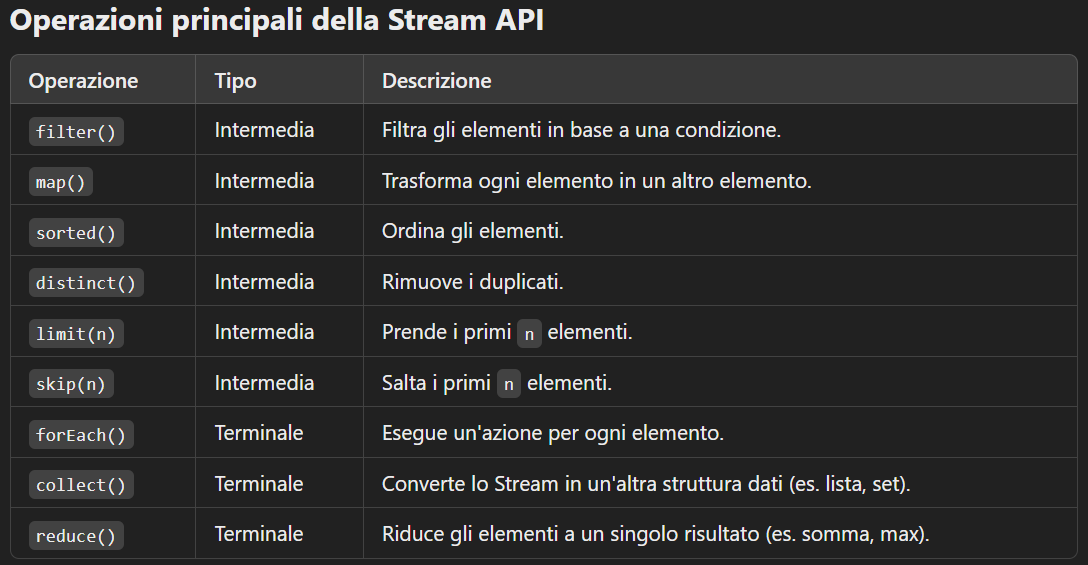 Operazioni principali della Stream API
Operazione Tipo Descrizione
filter() Intermedia Filtra gli elementi in base a una condizione.
map() Intermedia Trasforma ogni elemento in un altro elemento.
sorted() Intermedia Ordina gli elementi.
distinct() Intermedia Rimuove i duplicati.
limit(n) Intermedia Prende i primi n elementi.
skip(n) Intermedia Salta i primi n elementi.
forEach() Terminale Esegue un'azione per ogni elemento.
collect() Terminale Converte lo Stream in un'altra struttura dati (es. lista, set).
reduce() Terminale Riduce gli elementi a un singolo risultato (es. somma, max).